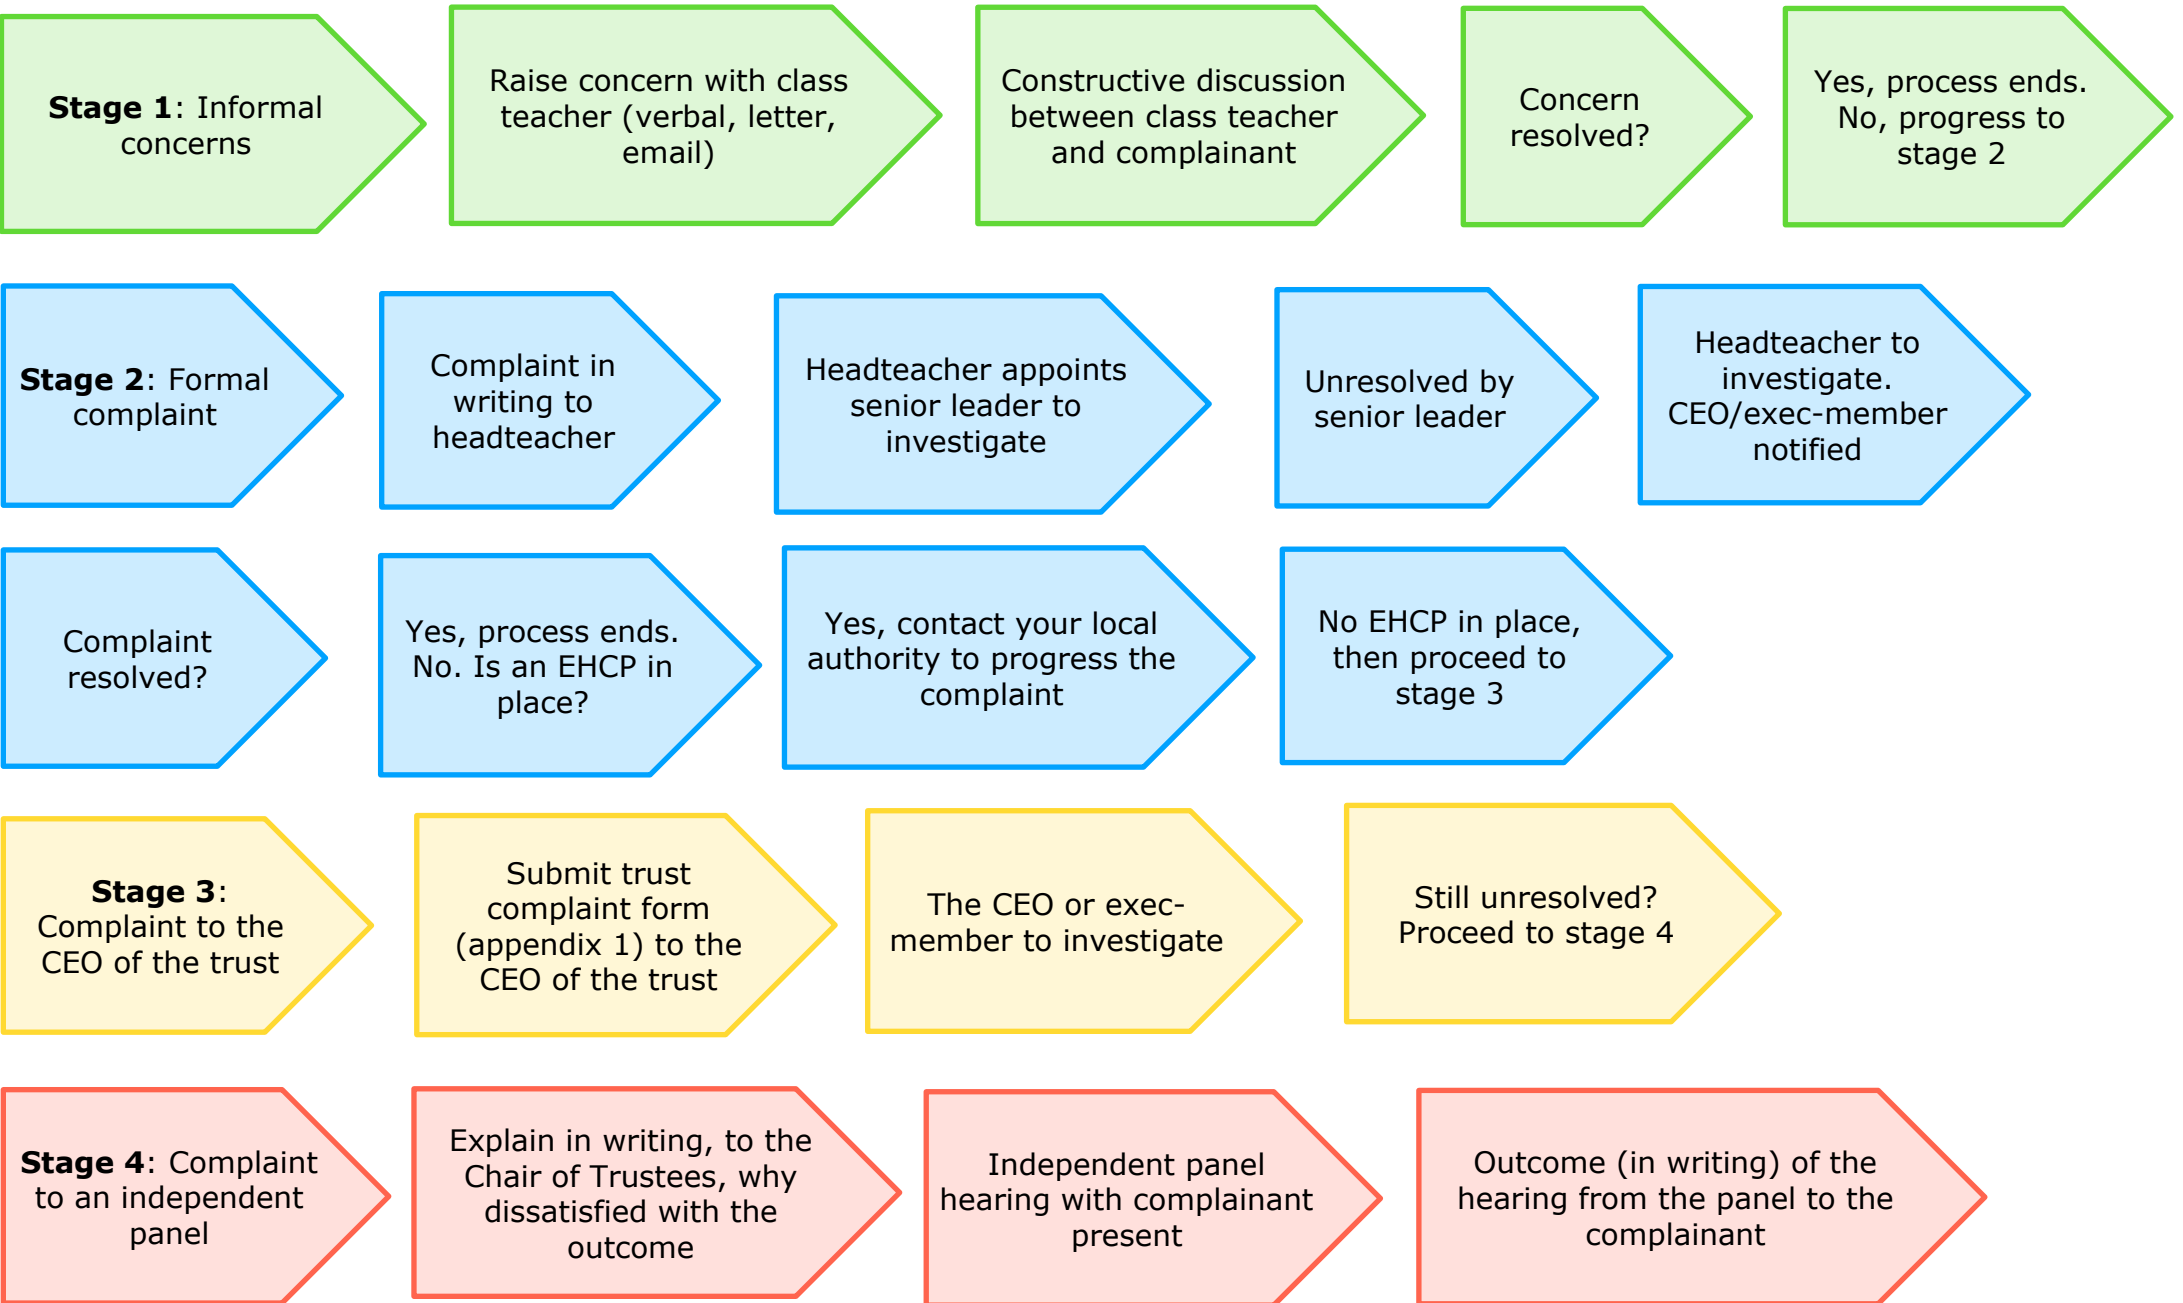 Stage 1: Informal
concerns
Raise concern with class
teacher (verbal, letter,
email)
Constructive discussion
between class teacher
and complainant
Concern
resolved?
Yes, process ends.
No, progress to
stage 2
Stage 2: Formal
complaint
Complaint in
writing to
headteacher
Headteacher appoints
senior leader to
investigate
Unresolved by
senior leader
Headteacher to
investigate.
CEO/exec-member
notified
Complaint
resolved?
Yes, process ends.
No. Is an EHCP in
place?
Yes, contact your local
authority to progress the
complaint
No EHCP in place,
then proceed to
stage 3
Stage 3:
Complaint to the
CEO of the trust
Submit trust
complaint form
(appendix 1) to the
CEO of the trust
The CEO or exec-
member to investigate
Still unresolved?
Proceed to stage 4
Stage 4: Complaint
to an independent
panel
Explain in writing, to the
Chair of Trustees, why
dissatisfied with the
outcome
Independent panel
hearing with complainant
present
Outcome (in writing) of the
hearing from the panel to the
complainant